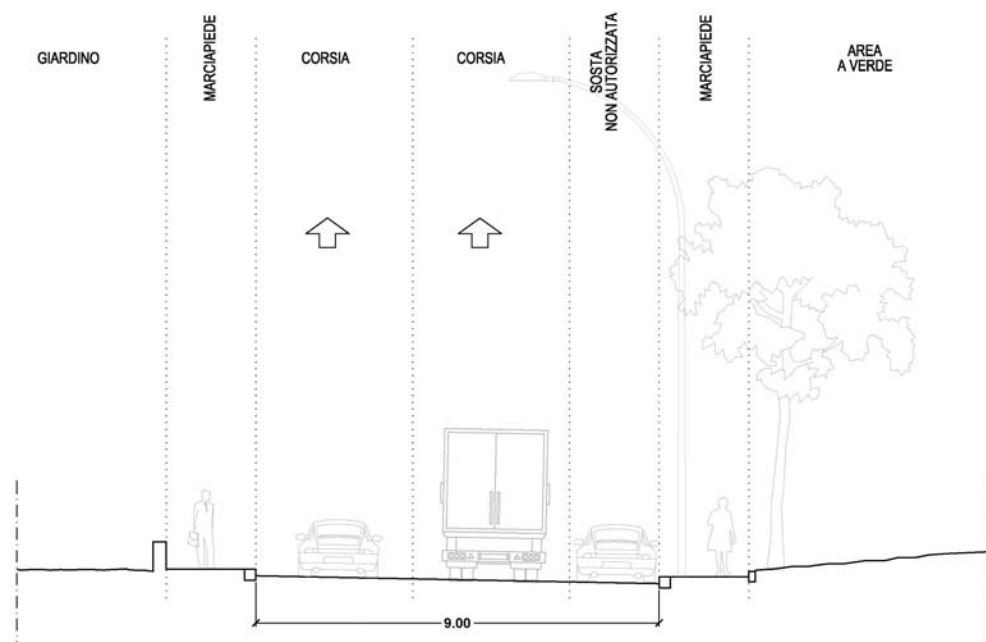 GIARDINO
MARCIAPIEDE
CORSIA
CORSIA
SOSTA
NON AUTORIZZATA
MARCIAPIEDE
AREA
A VERDE
9.00